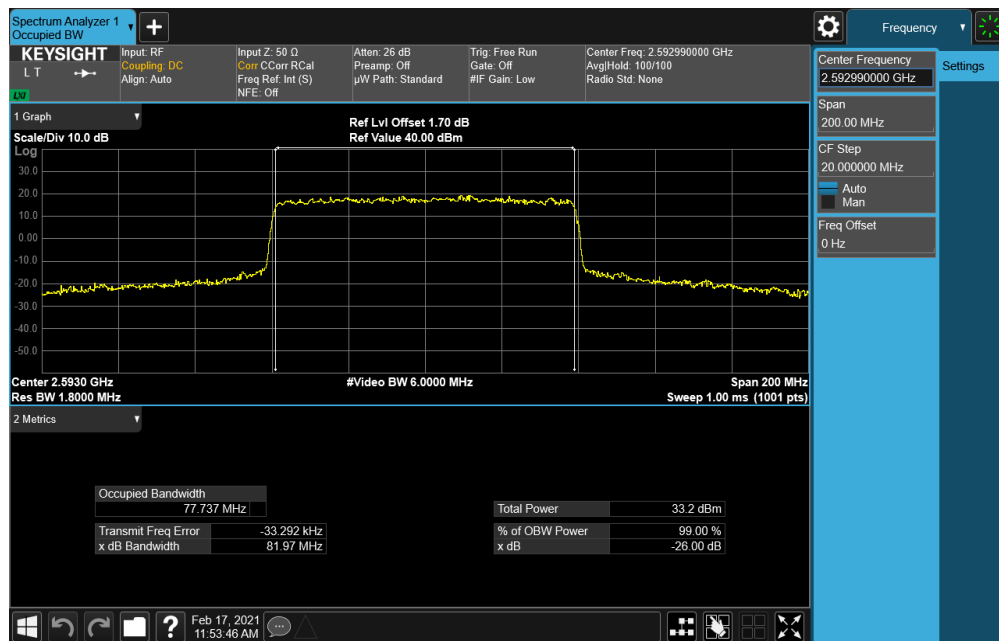 Spectrum Analyzer 1
Occupied BW
Frequency
KEYSIGHT
L T
LXI
Input: RF
Coupling: DC
Align: Auto
Input Z: 50 Ω
Corr CCorr RCal
Freq Ref: Int (S)
NFE: Off
Atten: 26 dB
Preamp: Off
µW Path: Standard
Trig: Free Run
Gate: Off
#IF Gain: Low
Center Freq: 2.592990000 GHz
Avg|Hold: 100/100
Radio Std: None
Center Frequency
2.592990000 GHz
Settings
Span
200.00 MHz
CF Step
20.000000 MHz
Auto
Man
Freq Offset
0 Hz
1 Graph
Scale/Div 10.0 dB
Ref Lvl Offset 1.70 dB
Ref Value 40.00 dBm
Log
30.0
20.0
10.0
0.00
-10.0
-20.0
-30.0
-40.0
-50.0
Center 2.5930 GHz
#Video BW 6.0000 MHz
Span 200 MHz
Res BW 1.8000 MHz
Sweep 1.00 ms (1001 pts)
2 Metrics
Occupied Bandwidth
77.737 MHz
Transmit Freq Error -33.292 kHz
x dB Bandwidth 81.97 MHz
Total Power 33.2 dBm
% of OBW Power 99.00 %
x dB -26.00 dB
?
Feb 17, 2021
11:53:46 AM